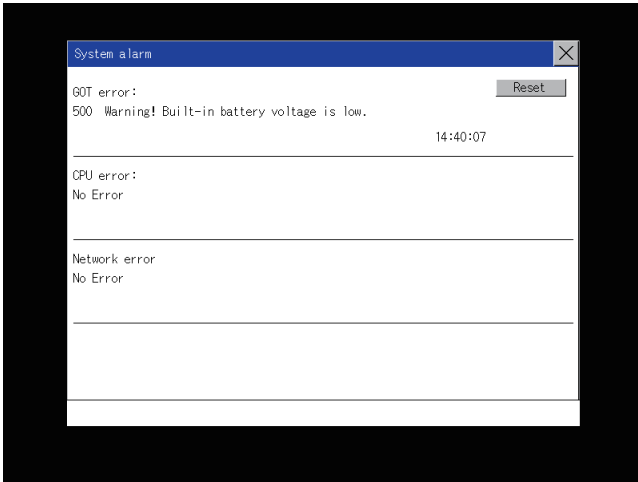 System alarm
GOT error:
Reset
500 Warning! Built-in battery voltage is low.
14:40:07
CPU error:
No Error
Network error
No Error